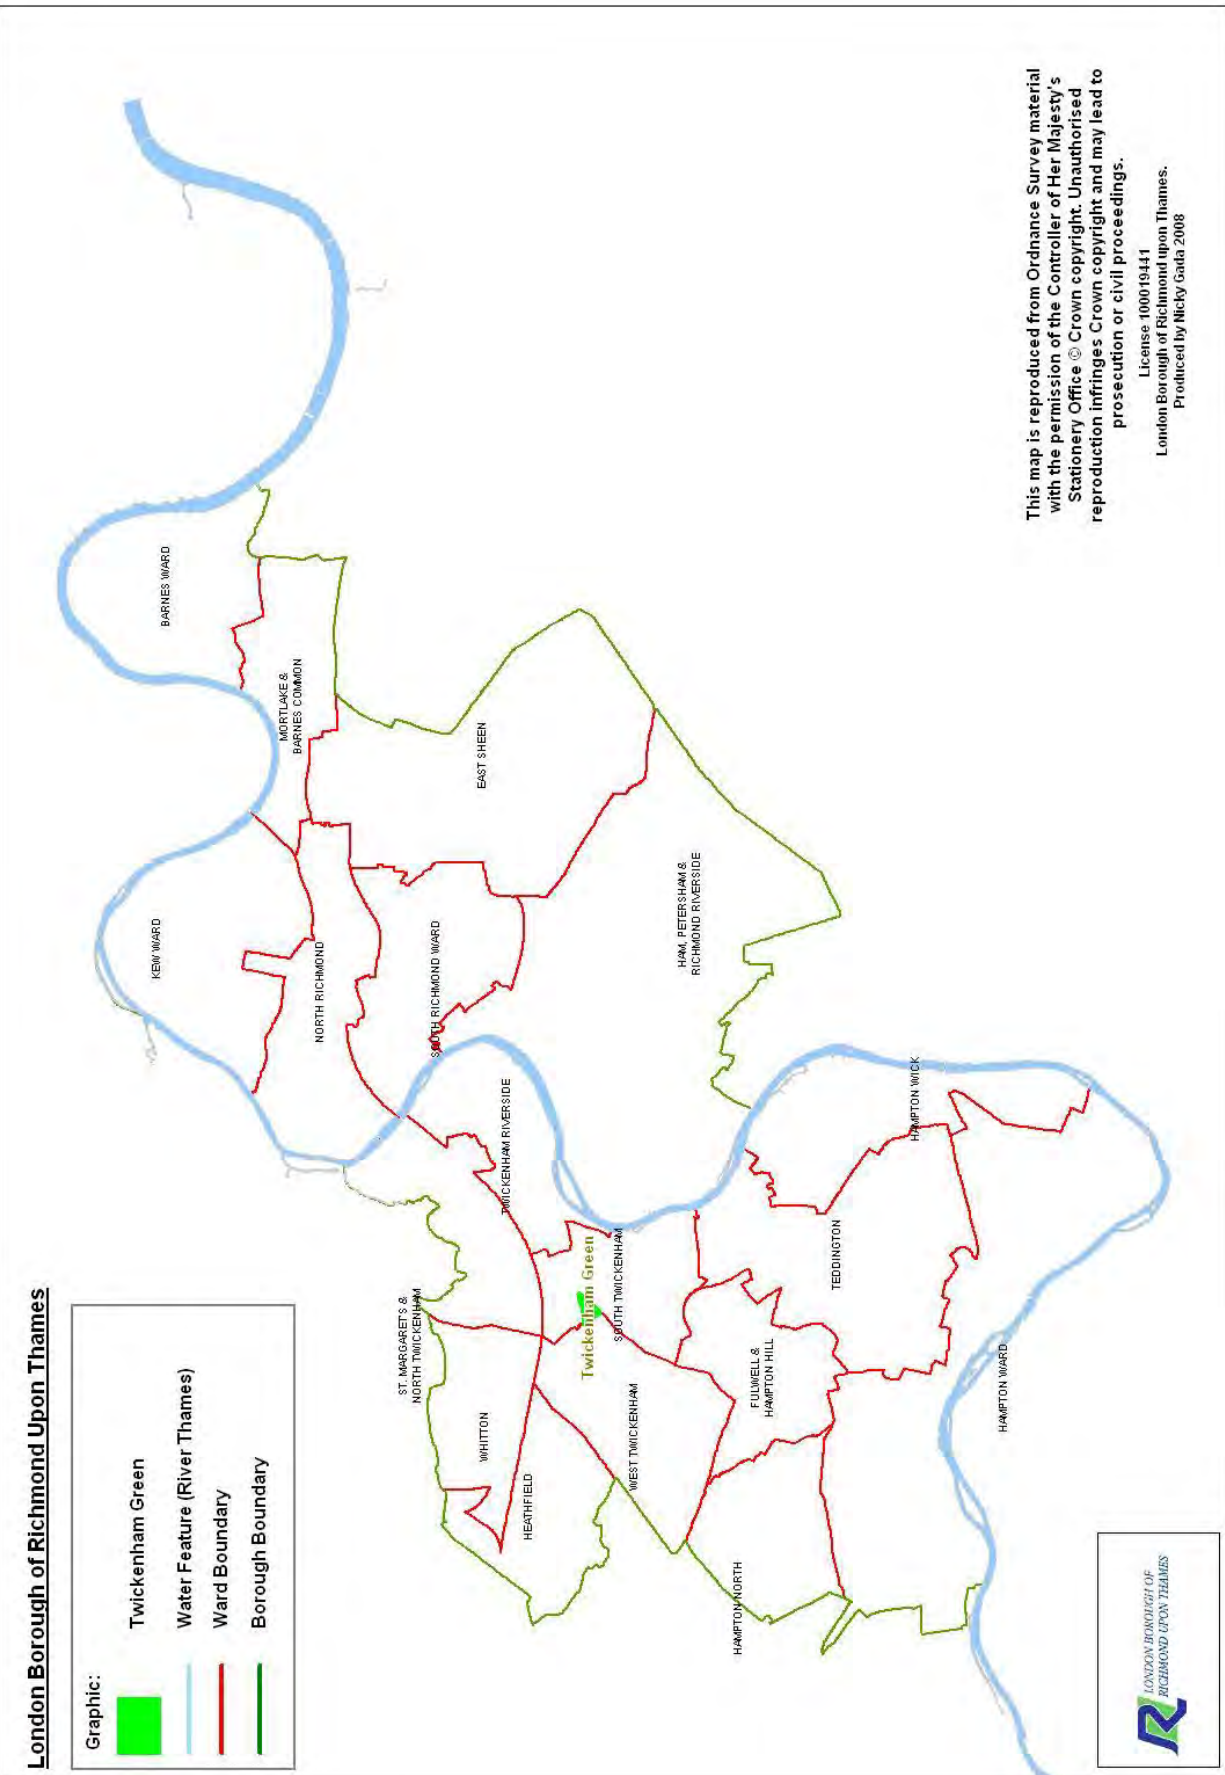 London Borough of Richmond Upon Thames
Graphic:
Twickenham Green
Water Feature (River Thames)
Ward Boundary
Borough Boundary
BARNES WARD
MORTLAKE &
BARNES COMMON
KEW WARD
EAST SHEEN
NORTH RICHMOND
SOUTH RICHMOND WARD
HAM, PETERSHAM &
RICHMOND RIVERSIDE
TWICKENHAM RIVERSIDE
ST. MARGARET'S &
NORTH TWICKENHAM
Twickenham Green
SOUTH TWICKENHAM
HAMPTON WICK
TEDDINGTON
WHITTON
HEATHFIELD
WEST TWICKENHAM
FULWELL &
HAMPTON HILL
HAMPTON WARD
HAMPTON NORTH
This map is reproduced from Ordnance Survey material
with the permission of the Controller of Her Majesty's
Stationery Office © Crown copyright. Unauthorised
reproduction infringes Crown copyright and may lead to
prosecution or civil proceedings.
License 100019441
London Borough of Richmond upon Thames.
Produced by Nicky Gada 2008
LONDON BOROUGH OF
RICHMOND UPON THAMES